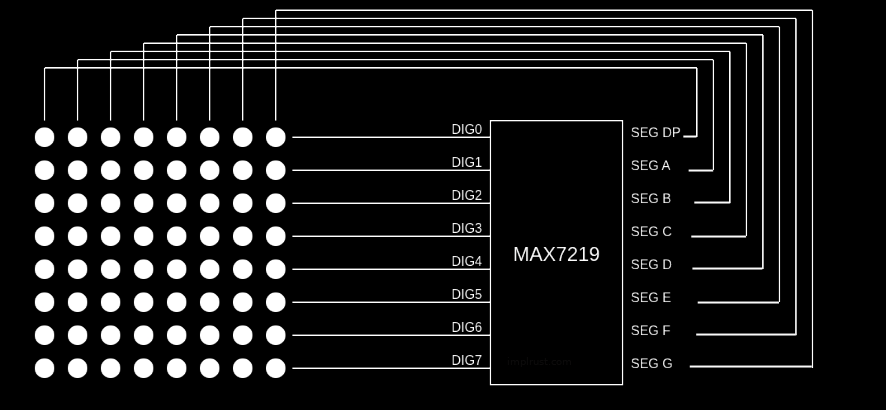 DIG0
SEG DP
DIG1
SEG A
DIG2
SEG B
DIG3
SEG C
DIG4
MAX7219
SEG D
DIG5
SEG E
DIG6
SEG F
DIG7
SEG G